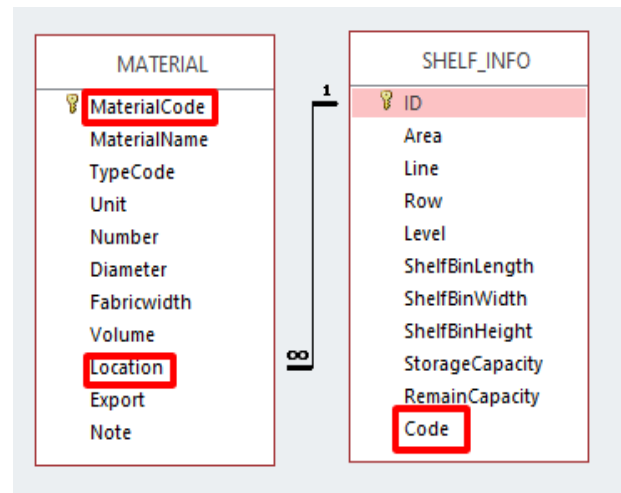 MATERIAL
MaterialCode
MaterialName
TypeCode
Unit
Number
Diameter
Fabricwidth
Volume
Location
Export
Note
1
∞
SHELF_INFO
ID
Area
Line
Row
Level
ShelfBinLength
ShelfBinWidth
ShelfBinHeight
StorageCapacity
RemainCapacity
Code